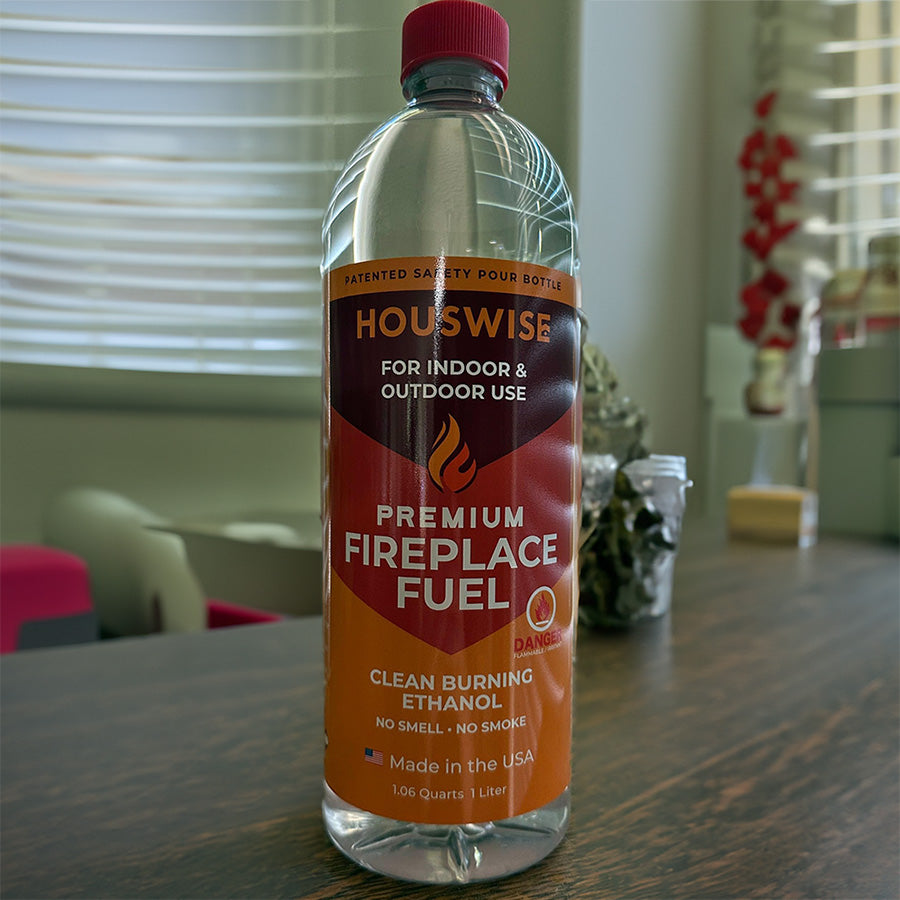 PATENTED SAFETY POUR BOTTLE
HOUSWISE
FOR INDOOR &
OUTDOOR USE
PREMIUM
FIREPLACE
FUEL
DANGER
CLEAN BURNING
ETHANOL
NO SMELL • NO SMOKE
Made in the USA
1.06 Quarts 1 Liter